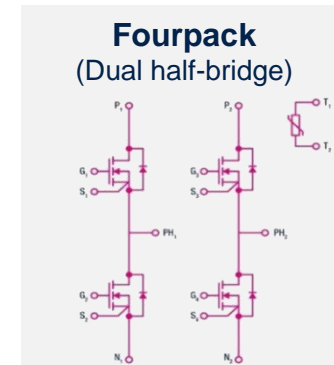 Fourpack
(Dual half-bridge)
P₁ P₂ T₁
T₂
G₁ G₃
S₁ S₃
PH₁ PH₂
G₂ G₄
S₂ S₄
N₁ N₂